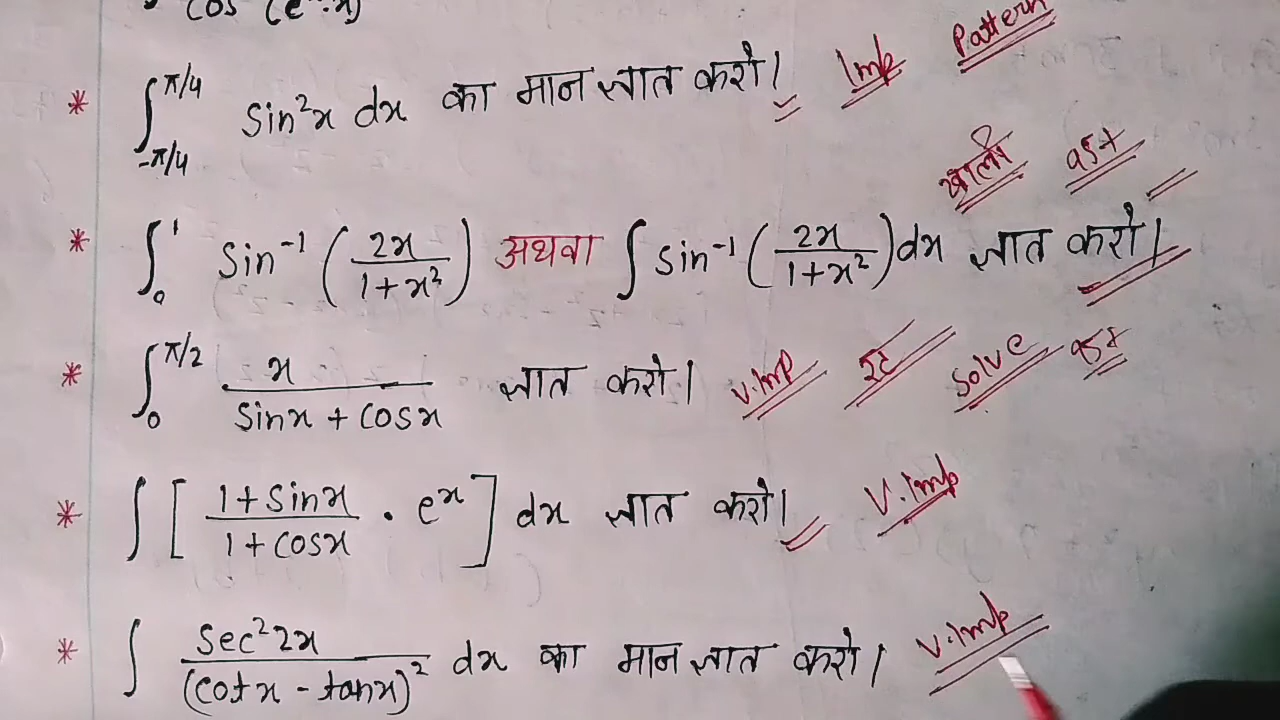 cos (e^-x)
* ∫_{-π/4}^{π/4} sin²x dx का मान ज्ञात करो। Imp Pattern
* ∫_0^1 sin⁻¹ (2x/(1+x²)) अथवा ∫ sin⁻¹ (2x/(1+x²)) dx ज्ञात करो।
* ∫_0^{π/2} x/(sinx + cosx) ज्ञात करो। V.Imp रट Solve
* ∫ [(1+sinx)/(1+cosx) · e^x] dx ज्ञात करो। V.Imp
* ∫ sec²2x/(cotx - tanx)² dx का मान ज्ञात करो। V.Imp